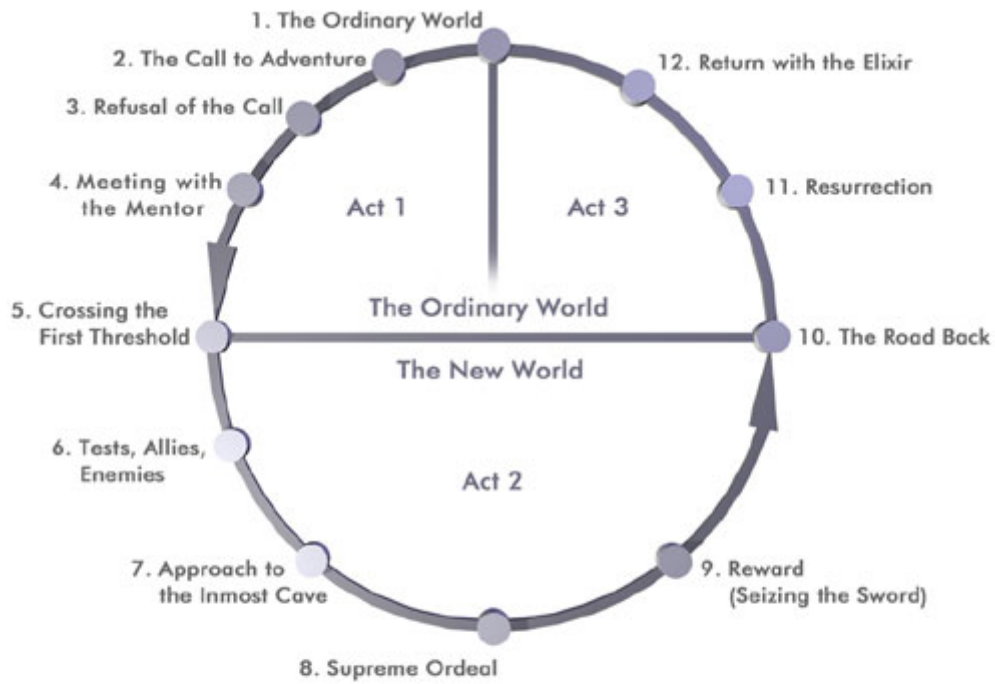 1. The Ordinary World
2. The Call to Adventure
3. Refusal of the Call
4. Meeting with
the Mentor
5. Crossing the
First Threshold
6. Tests, Allies,
Enemies
7. Approach to
the Inmost Cave
8. Supreme Ordeal
9. Reward
(Seizing the Sword)
10. The Road Back
11. Resurrection
12. Return with the Elixir
Act 1
Act 3
The Ordinary World
The New World
Act 2